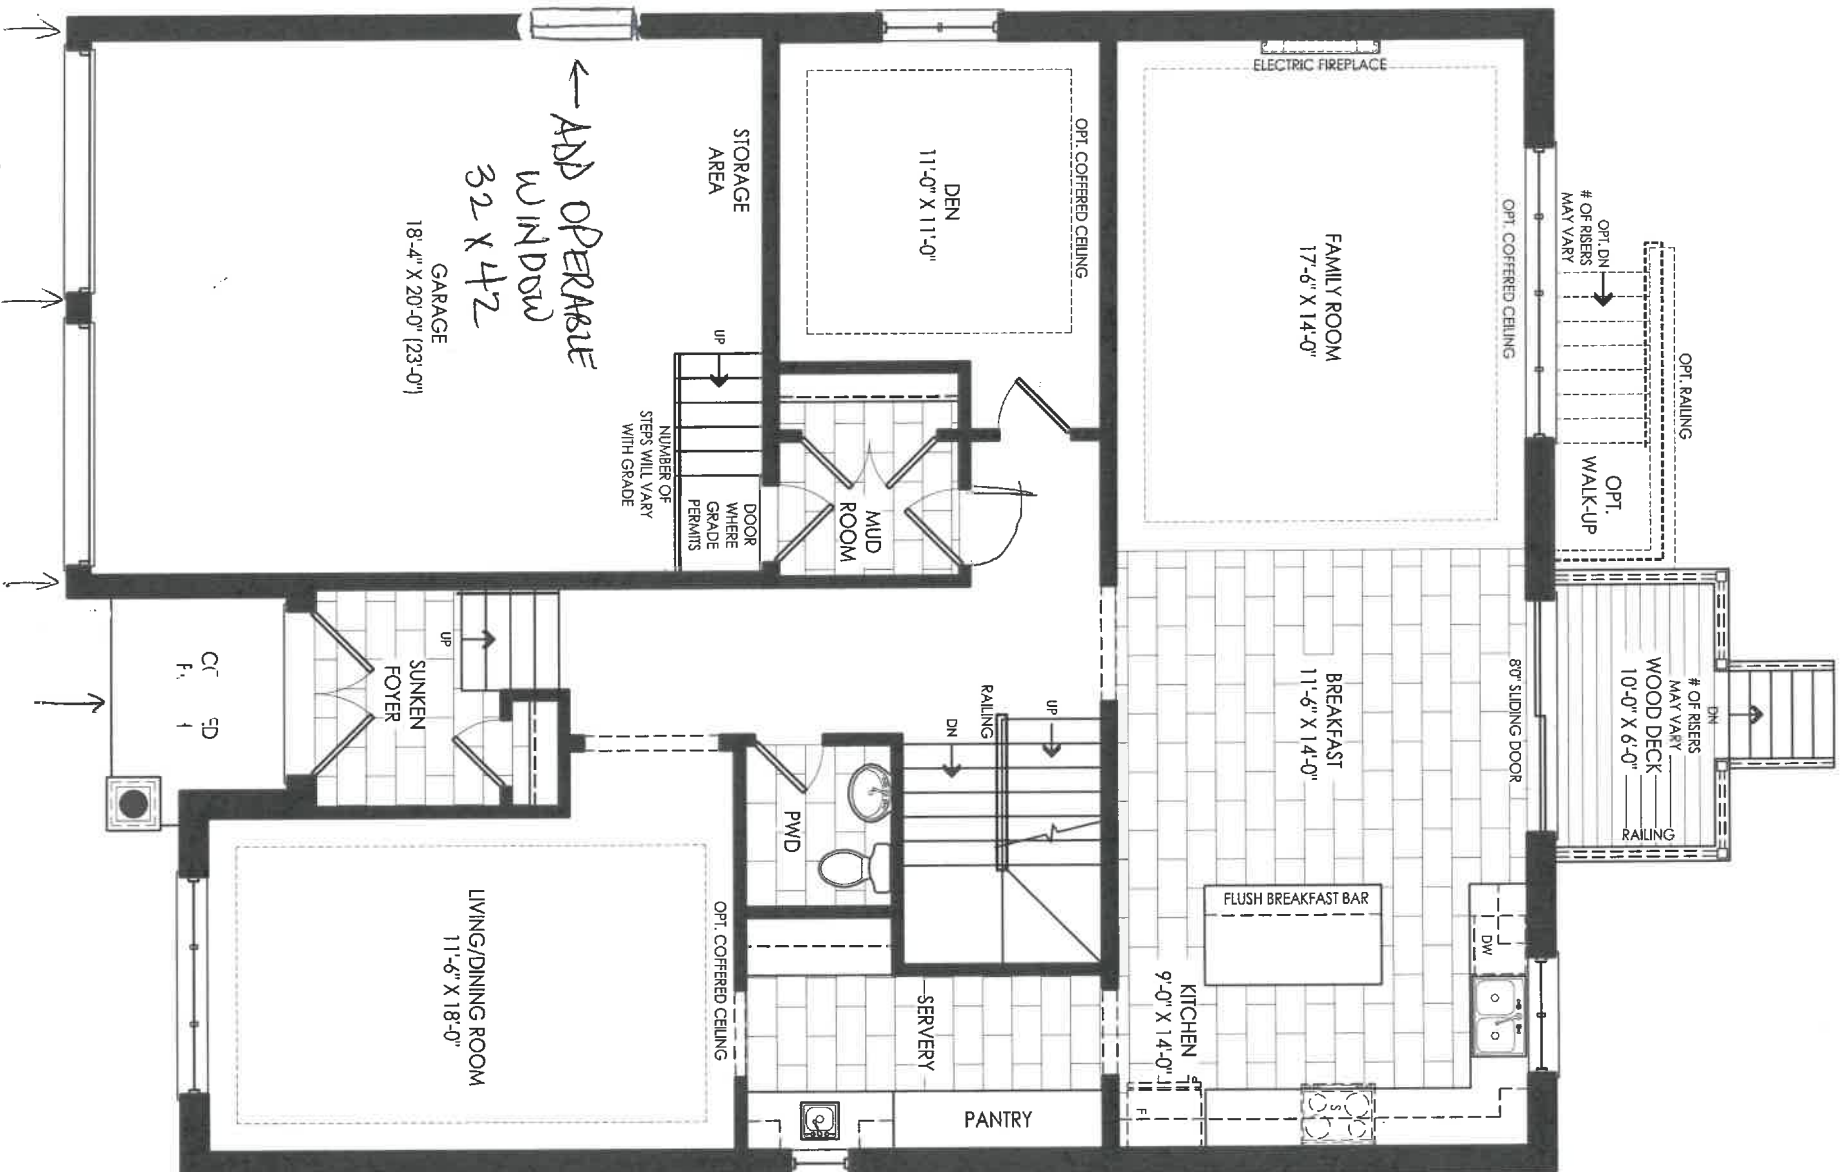 ELECTRIC FIREPLACE
OPT. COFFERED CEILING
FAMILY ROOM
17'-6" X 14'-0"
OPT. DN
# OF RISERS
MAY VARY
OPT. RAILING
OPT.
WALK-UP
OPT. COFFERED CEILING
DEN
11'-0" X 11'-0"
STORAGE
AREA
← ADD OPERABLE
WINDOW
32 X 42
GARAGE
18'-4" X 20'-0" (23'-0")
UP
NUMBER OF
STEPS WILL VARY
WITH GRADE
DOOR
WHERE
GRADE
PERMITS
MUD
ROOM
SUNKEN
FOYER
UP
RAILING
UP
DN
BREAKFAST
11'-6" X 14'-0"
8'0" SLIDING DOOR
DN
# OF RISERS
MAY VARY
WOOD DECK
10'-0" X 6'-0"
RAILING
PWD
FLUSH BREAKFAST BAR
DW
KITCHEN
9'-0" X 14'-0"
F
S
OPT. COFFERED CEILING
LIVING/DINING ROOM
11'-6" X 18'-0"
SERVERY
PANTRY